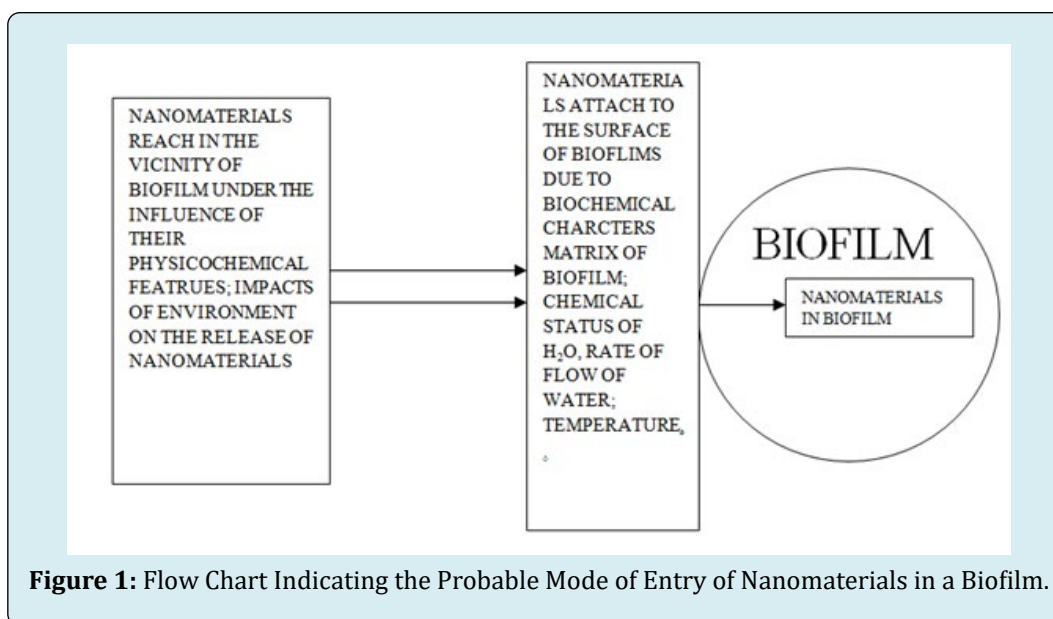 NANOMATERIALS
REACH IN THE
VICINITY OF
BIOFILM UNDER THE
INFLUENCE OF
THEIR
PHYSICOCHEMICAL
FEATRUES; IMPACTS
OF ENVIRONMENT
ON THE RELEASE OF
NANOMATERIALS
NANOMATERIA
LS ATTACH TO
THE SURFACE
OF BIOFLIMS
DUE TO
BIOCHEMICAL
CHARCTERS
MATRIX OF
BIOFILM;
CHEMICAL
STATUS OF
H₂O, RATE OF
FLOW OF
WATER;
TEMPERATURE,
BIOFILM
NANOMATERIALS
IN BIOFILM
Figure 1: Flow Chart Indicating the Probable Mode of Entry of Nanomaterials in a Biofilm.